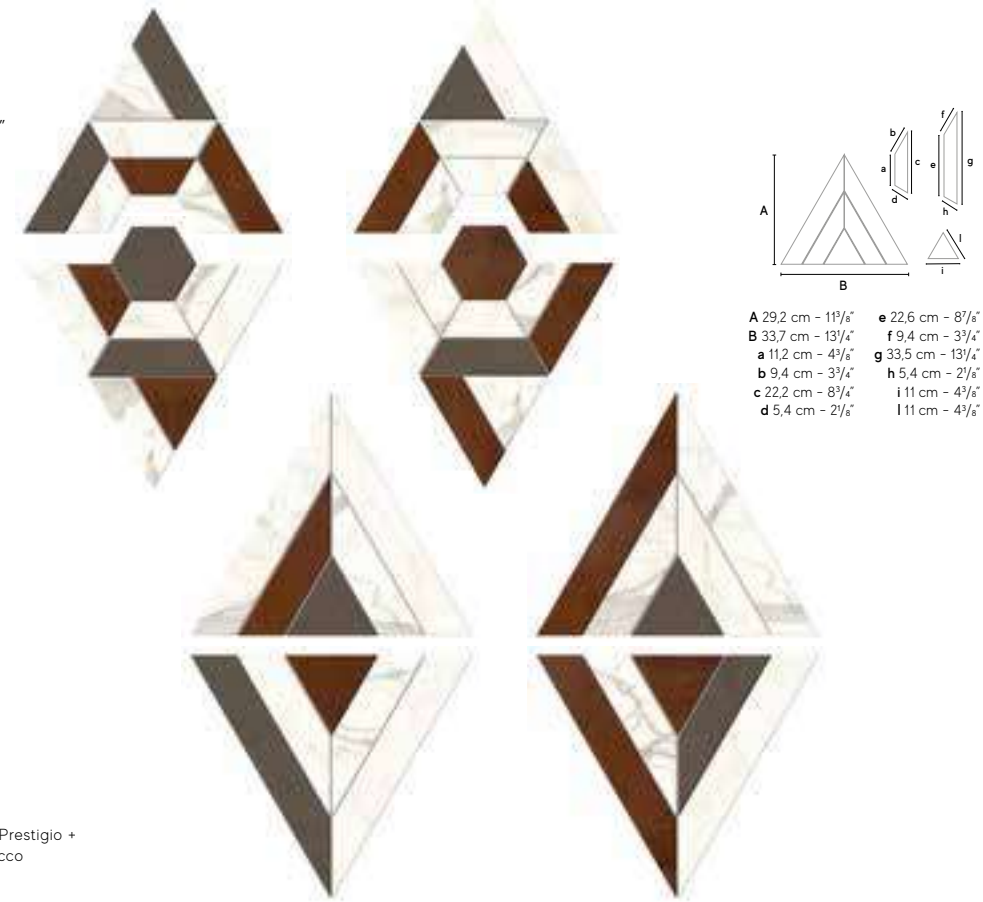 ”
f
b
a
c
e
g
d
h
l
i
A
B
A 29,2 cm - 11³/₈”
B 33,7 cm - 13¹/₄”
a 11,2 cm - 4³/₈”
b 9,4 cm - 3³/₄”
c 22,2 cm - 8³/₄”
d 5,4 cm - 2¹/₈”
e 22,6 cm - 8⁷/₈”
f 9,4 cm - 3³/₄”
g 33,5 cm - 13¹/₄”
h 5,4 cm - 2¹/₈”
i 11 cm - 4³/₈”
l 11 cm - 4³/₈”
Prestigio +
cco